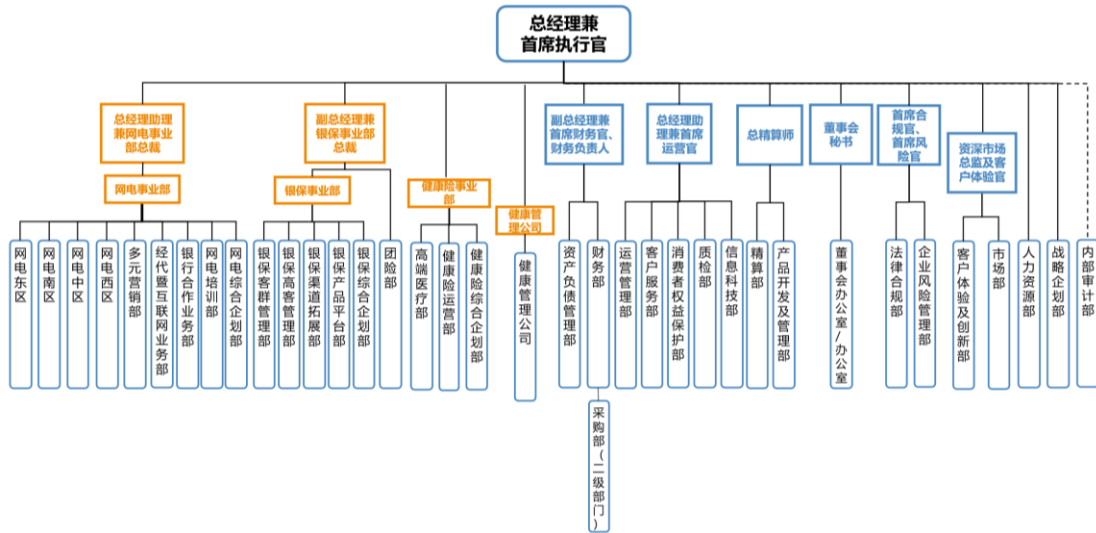 总经理兼
首席执行官
总经理助理
兼网电事业
部总裁
副总经理兼
银保事业部
总裁
副总经理兼
首席财务官、
财务负责人
总经理助
理兼首席
运营官
总精算师
董事会
秘书
首席合
规官、
首席风
险官
资深市场
总监及客
户体验官
网电事业部
银保事业部
健康险事业
部
健康管
理公司
网电东区
网电南区
网电中区
网电西区
多元营销部
经代暨互联网业务部
银行合作业务部
网电培训部
网电综合企划部
银保客群管理部
银保高客管理部
银保渠道拓展部
银保产品平台部
银保综合企划部
团险部
高端医疗部
健康险运营部
健康险综合企划部
健康管理公司
资产负债管理部
财务部
运营管理部
客户服务部
消费者权益保护部
质检部
信息科技部
精算部
产品开发及管理部
董事会办公室/办公室
法律合规部
企业风险管理部
客户体验及创新部
市场部
人力资源部
战略企划部
内部审计部
采购部(二级部门)